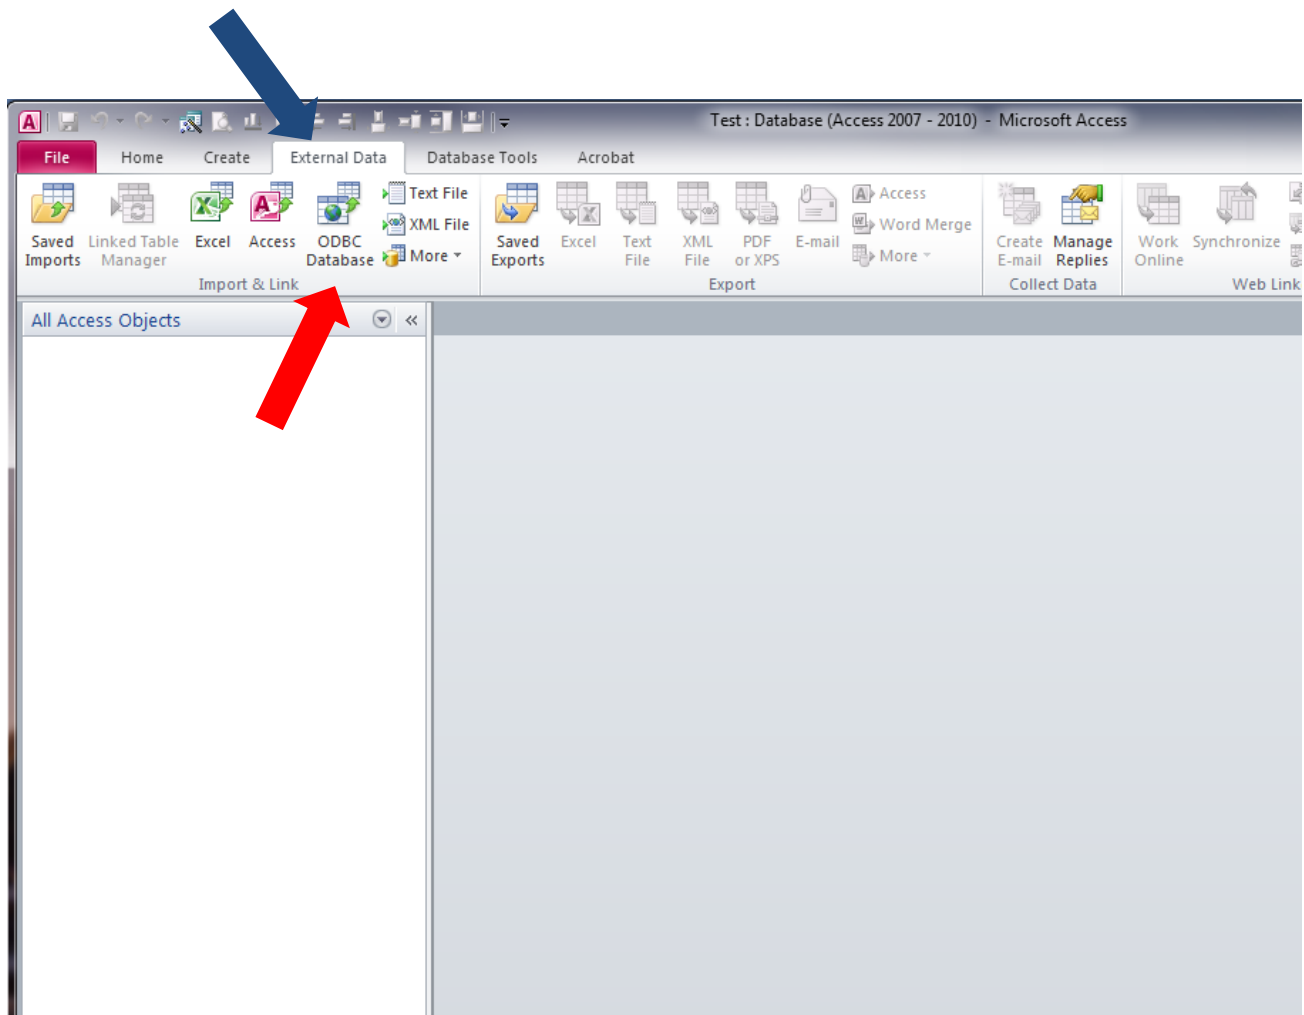 A
Test : Database (Access 2007 - 2010) - Microsoft Access
File Home Create External Data Database Tools Acrobat
Saved Imports
Linked Table Manager
Excel
Access
ODBC Database
Text File
XML File
More
Import & Link
Saved Exports
Excel
Text File
XML File
PDF or XPS
E-mail
Access
Word Merge
More
Export
Create E-mail
Manage Replies
Collect Data
Work Online
Synchronize
Web Link
All Access Objects